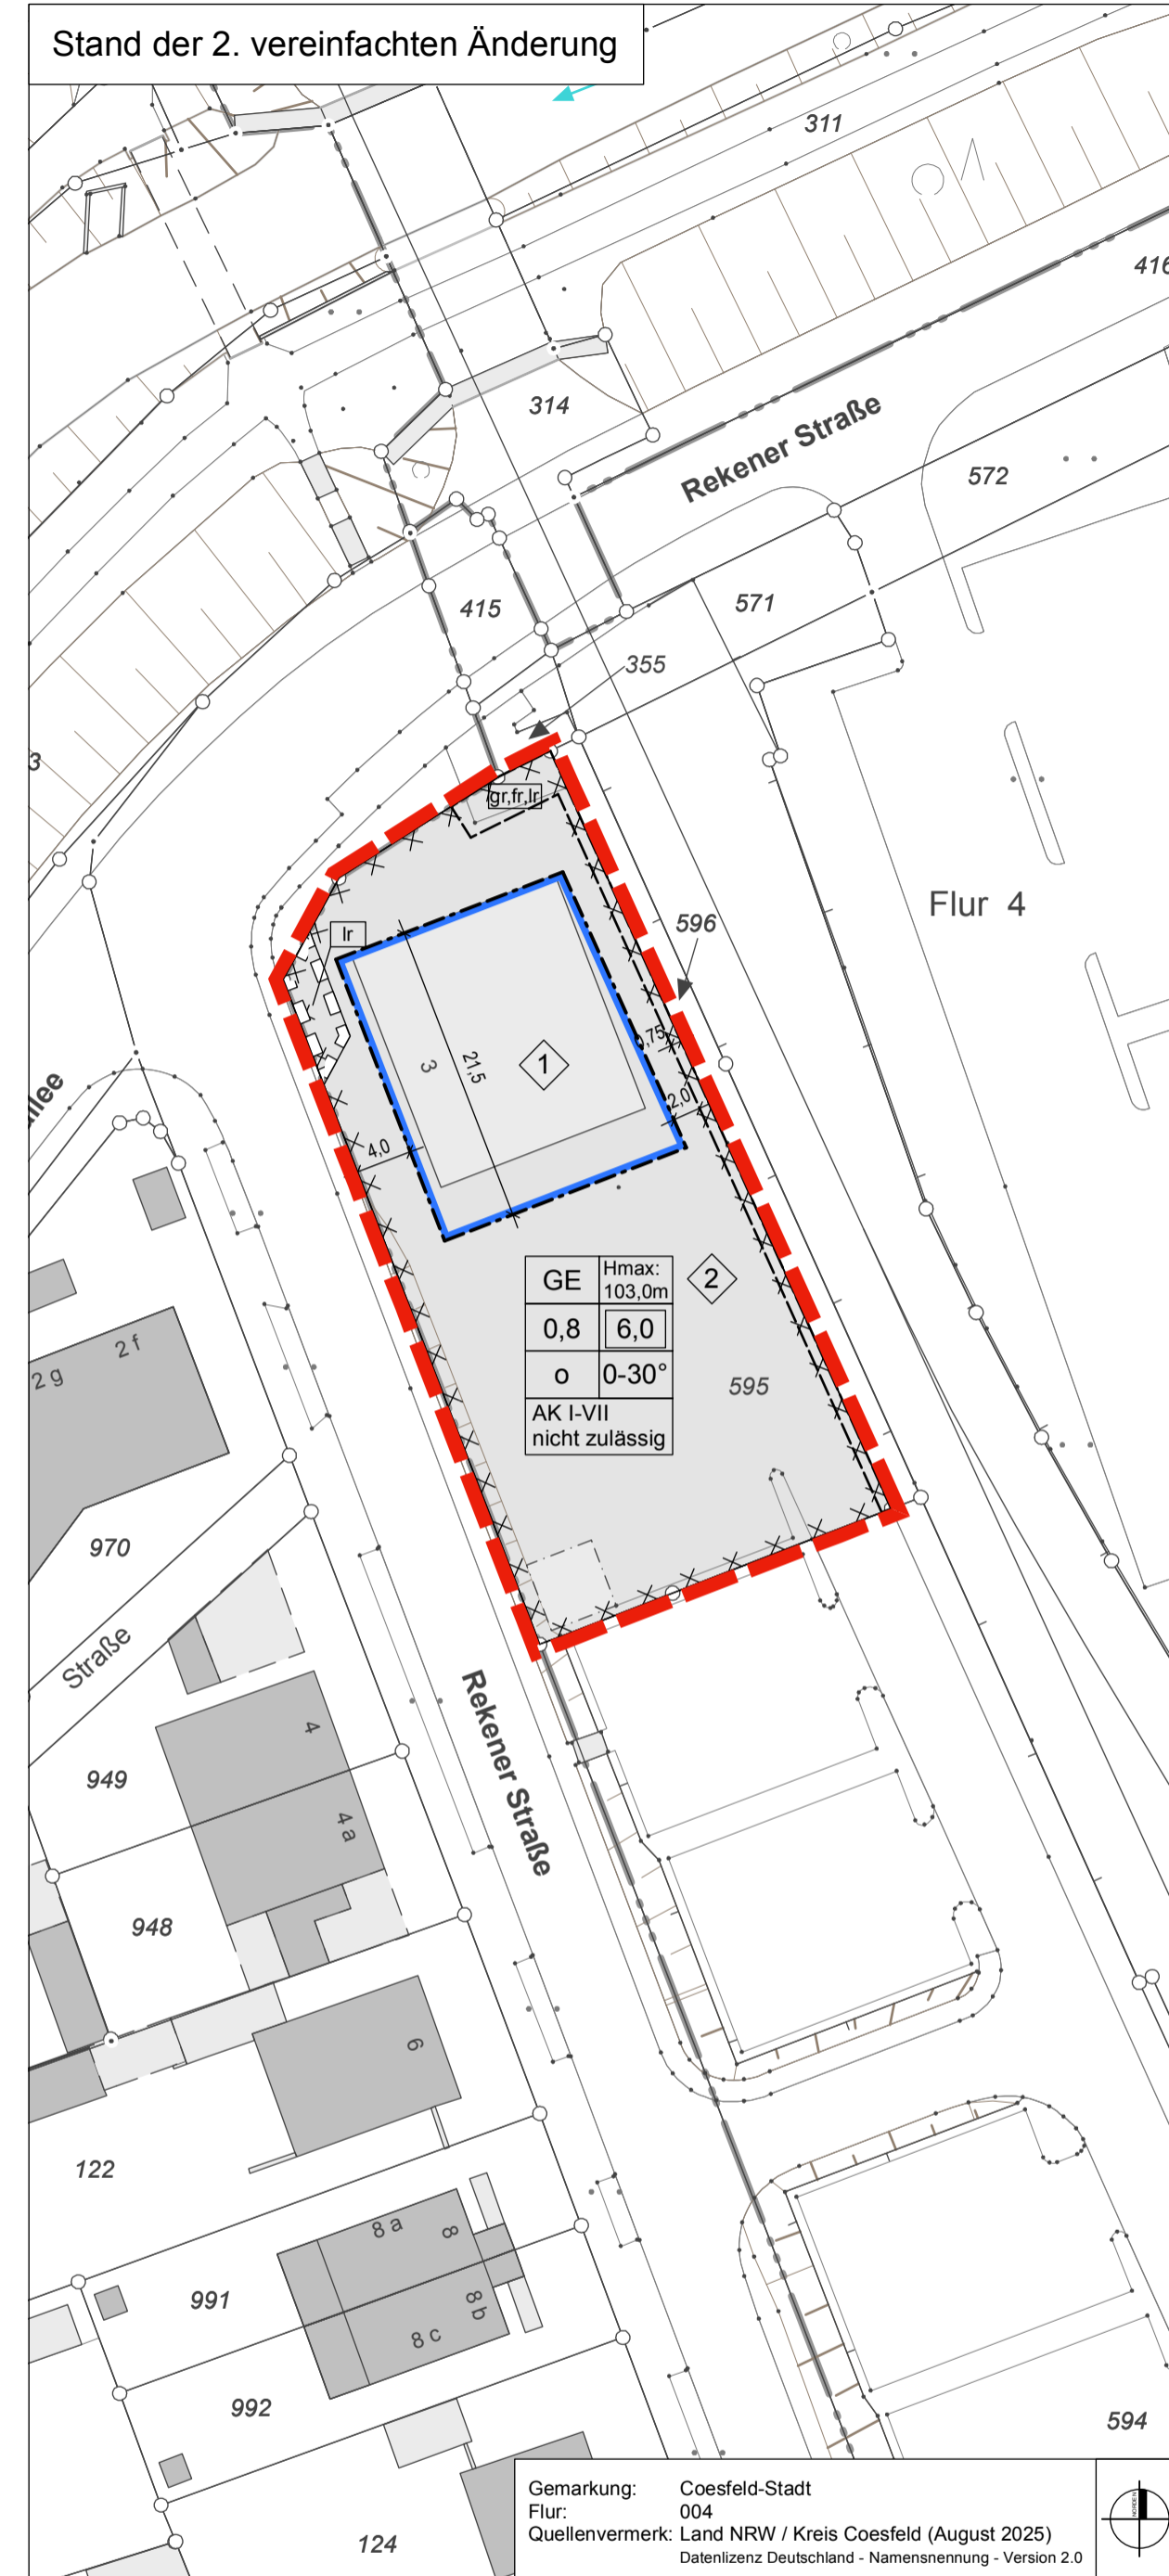 Stand der 2. vereinfachten Änderung
311
416
314
Rekener Straße
572
415
571
355
3
gr,fr,lr
Flur 4
596
lr
3
21,5
1
0,75
2,0
4,0
llee
GE
Hmax:
103,0m
2
0,8
6,0
o
0-30°
AK I-VII
nicht zulässig
595
2 f
2 g
970
Straße
Rekener Straße
4
949
4 a
948
6
122
8 a
8
991
8 b
8 c
992
594
124
Gemarkung: Coesfeld-Stadt
Flur: 004
Quellenvermerk: Land NRW / Kreis Coesfeld (August 2025)
Datenlizenz Deutschland - Namensnennung - Version 2.0
NORDEN